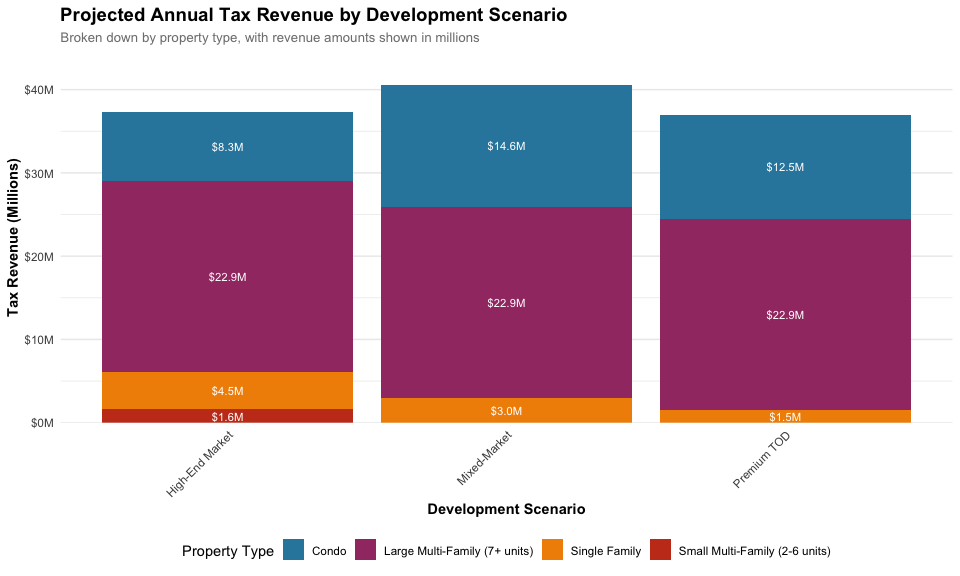 Projected Annual Tax Revenue by Development Scenario
Broken down by property type, with revenue amounts shown in millions
Tax Revenue (Millions)
$40M
$30M
$20M
$10M
$0M
$8.3M
$22.9M
$4.5M
$1.6M
$14.6M
$22.9M
$3.0M
$12.5M
$22.9M
$1.5M
High-End Market
Mixed-Market
Premium TOD
Development Scenario
Property Type
Condo
Large Multi-Family (7+ units)
Single Family
Small Multi-Family (2-6 units)